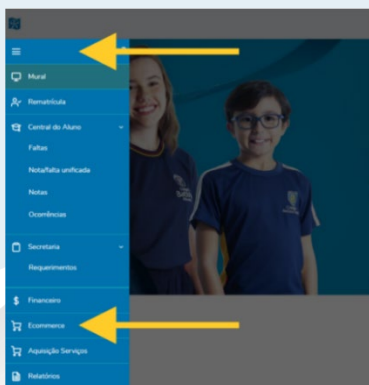 Mural
Rematrícula
Central do Aluno
Faltas
Nota/falta unificada
Notas
Ocorrências
Secretaria
Requerimentos
Financeiro
Ecommerce
Aquisição Serviços
Relatórios